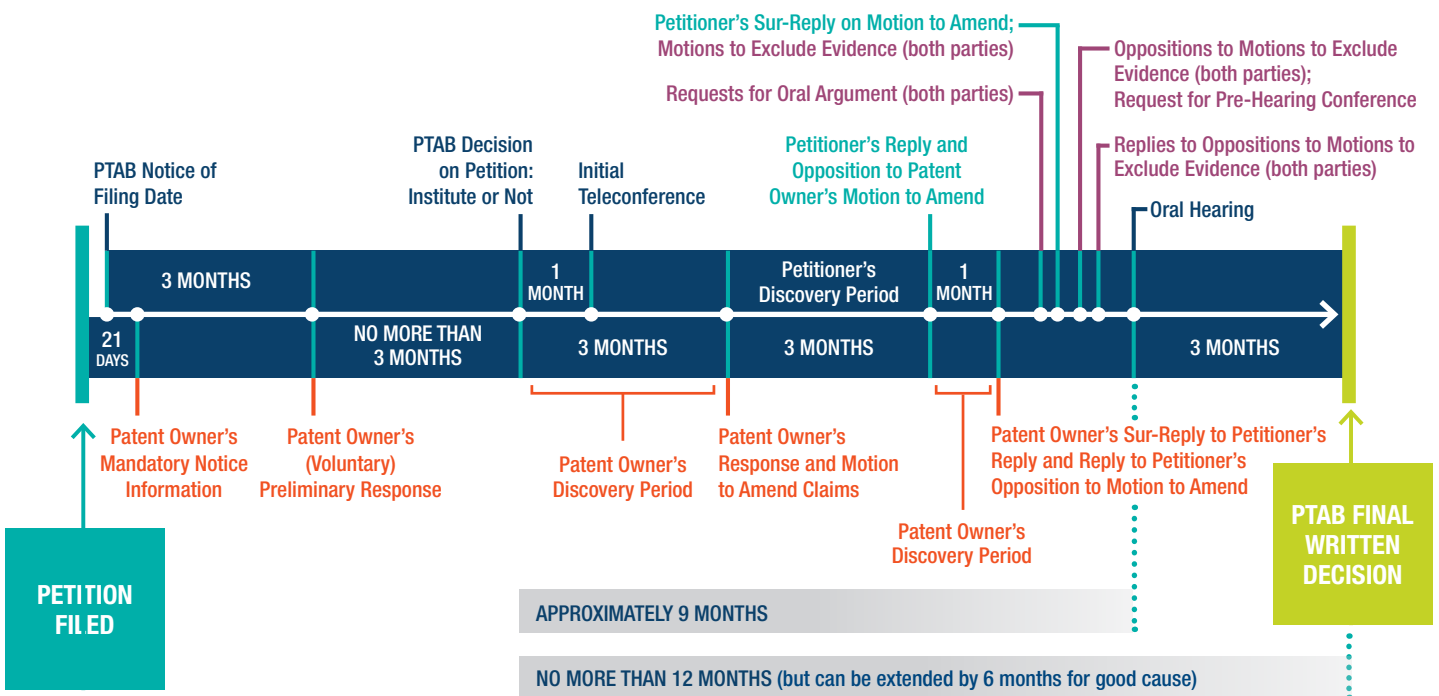 Petitioner's Sur-Reply on Motion to Amend;
Motions to Exclude Evidence (both parties)
Requests for Oral Argument (both parties)
Oppositions to Motions to Exclude
Evidence (both parties);
Request for Pre-Hearing Conference
PTAB Notice of
Filing Date
PTAB Decision
on Petition:
Institute or Not
Initial
Teleconference
Petitioner's Reply and
Opposition to Patent
Owner's Motion to Amend
Replies to Oppositions to Motions to
Exclude Evidence (both parties)
Oral Hearing
3 MONTHS
1
MONTH
Petitioner's
Discovery Period
1
MONTH
21
DAYS
NO MORE THAN
3 MONTHS
3 MONTHS
3 MONTHS
3 MONTHS
Patent Owner's
Mandatory Notice
Information
Patent Owner's
(Voluntary)
Preliminary Response
Patent Owner's
Discovery Period
Patent Owner's
Response and Motion
to Amend Claims
Patent Owner's
Discovery Period
Patent Owner's Sur-Reply to Petitioner's
Reply and Reply to Petitioner's
Opposition to Motion to Amend
PETITION
FILED
PTAB FINAL
WRITTEN
DECISION
APPROXIMATELY 9 MONTHS
NO MORE THAN 12 MONTHS (but can be extended by 6 months for good cause)